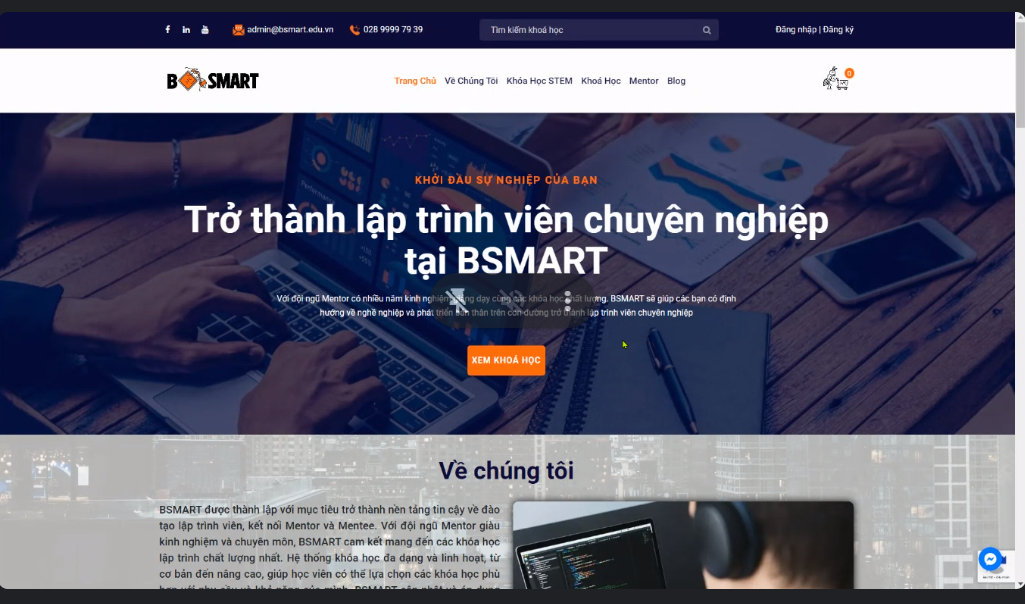 admin@bsmart.edu.vn 028 9999 79 39 Tìm kiếm khoá học Đăng nhập | Đăng ký
B SMART Trang Chủ Về Chúng Tôi Khóa Học STEM Khoá Học Mentor Blog 0
KHỞI ĐẦU SỰ NGHIỆP CỦA BẠN
Trở thành lập trình viên chuyên nghiệp
tại BSMART
Với đội ngũ Mentor có nhiều năm kinh nghiệm giảng dạy cùng các khóa học chất lượng. BSMART sẽ giúp các bạn có định
hướng về nghề nghiệp và phát triển bản thân trên con đường trở thành lập trình viên chuyên nghiệp
XEM KHOÁ HỌC
Về chúng tôi
BSMART được thành lập với mục tiêu trở thành nền tảng tin cậy về đào
tạo lập trình viên, kết nối Mentor và Mentee. Với đội ngũ Mentor giàu
kinh nghiệm và chuyên môn, BSMART cam kết mang đến các khóa học
lập trình chất lượng nhất. Hệ thống khóa học đa dạng và linh hoạt, từ
cơ bản đến nâng cao, giúp học viên có thể lựa chọn các khóa học phù